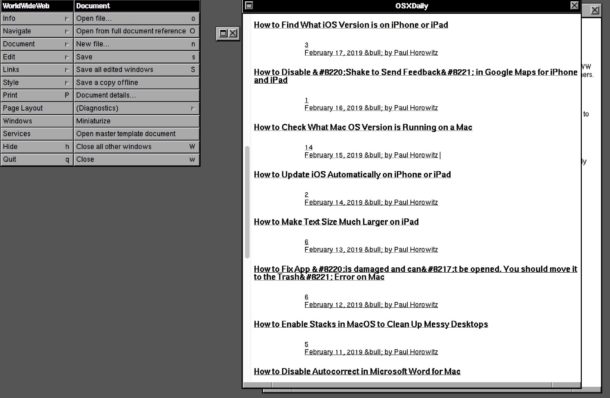 WorldWideWeb
Info r
Navigate r
Document r
Edit r
Links r
Style r
Print P
Page Layout
Windows
Services
Hide h
Quit q
Document
Open file... o
Open from full document reference O
New file... n
Save s
Save all edited windows S
Save a copy offline
Document details...
(Diagnostics) r
Miniaturize
Open master template document
Close all other windows W
Close w
OSXDaily
How to Find What iOS Version is on iPhone or iPad
3
February 17, 2019 &bull; by Paul Horowitz
How to Disable &#8220;Shake to Send Feedback&#8221; in Google Maps for iPhone
and iPad
1
February 16, 2019 &bull; by Paul Horowitz
How to Check What Mac OS Version is Running on a Mac
14
February 15, 2019 &bull; by Paul Horowitz
How to Update iOS Automatically on iPhone or iPad
2
February 14, 2019 &bull; by Paul Horowitz
How to Make Text Size Much Larger on iPad
6
February 13, 2019 &bull; by Paul Horowitz
How to Fix App &#8220;is damaged and can&#8217;t be opened. You should move it
to the Trash&#8221; Error on Mac
6
February 12, 2019 &bull; by Paul Horowitz
How to Enable Stacks in MacOS to Clean Up Messy Desktops
5
February 11, 2019 &bull; by Paul Horowitz
How to Disable Autocorrect in Microsoft Word for Mac
to